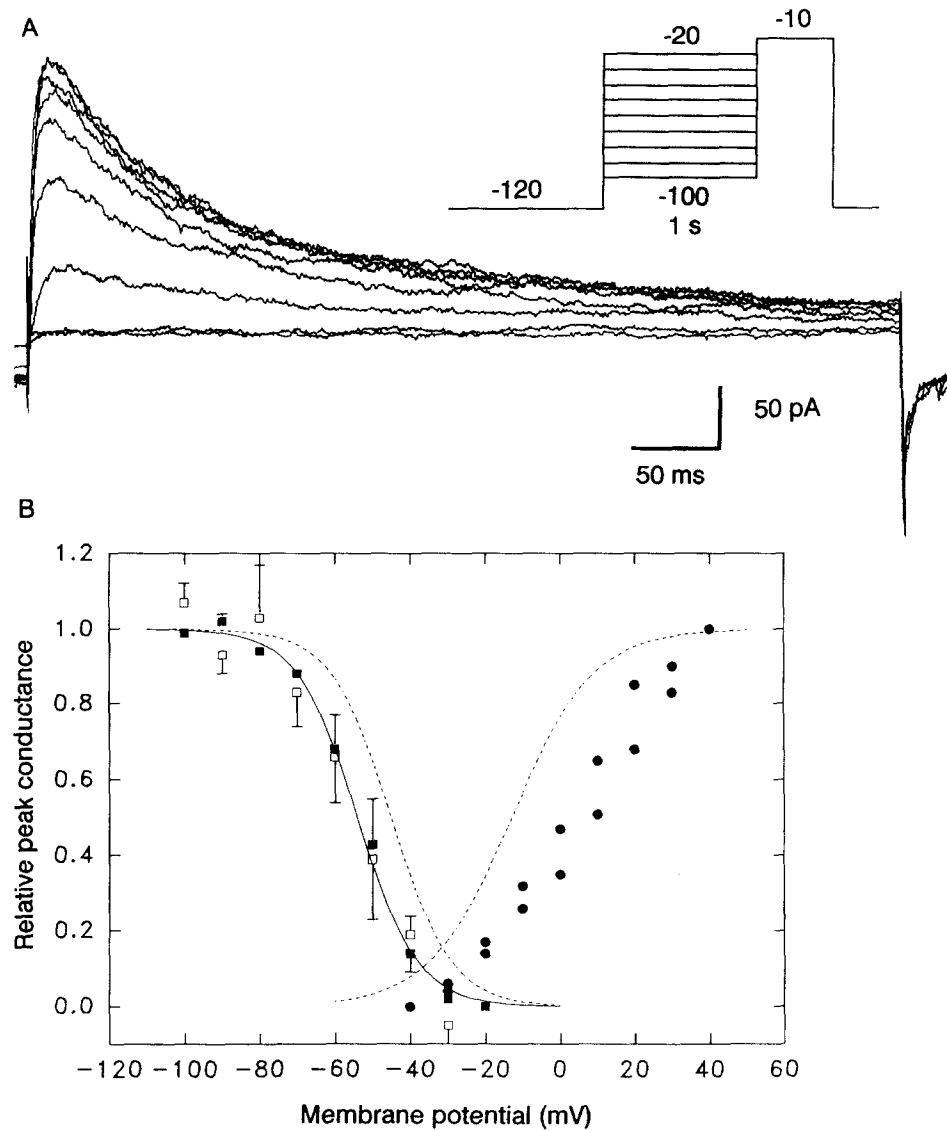 A
-10
-20
-120
-100
1 s
50 pA
50 ms
B
1.2
1.0
0.8
0.6
0.4
0.2
0.0
Relative peak conductance
-120 -100 -80 -60 -40 -20 0 20 40 60
Membrane potential (mV)